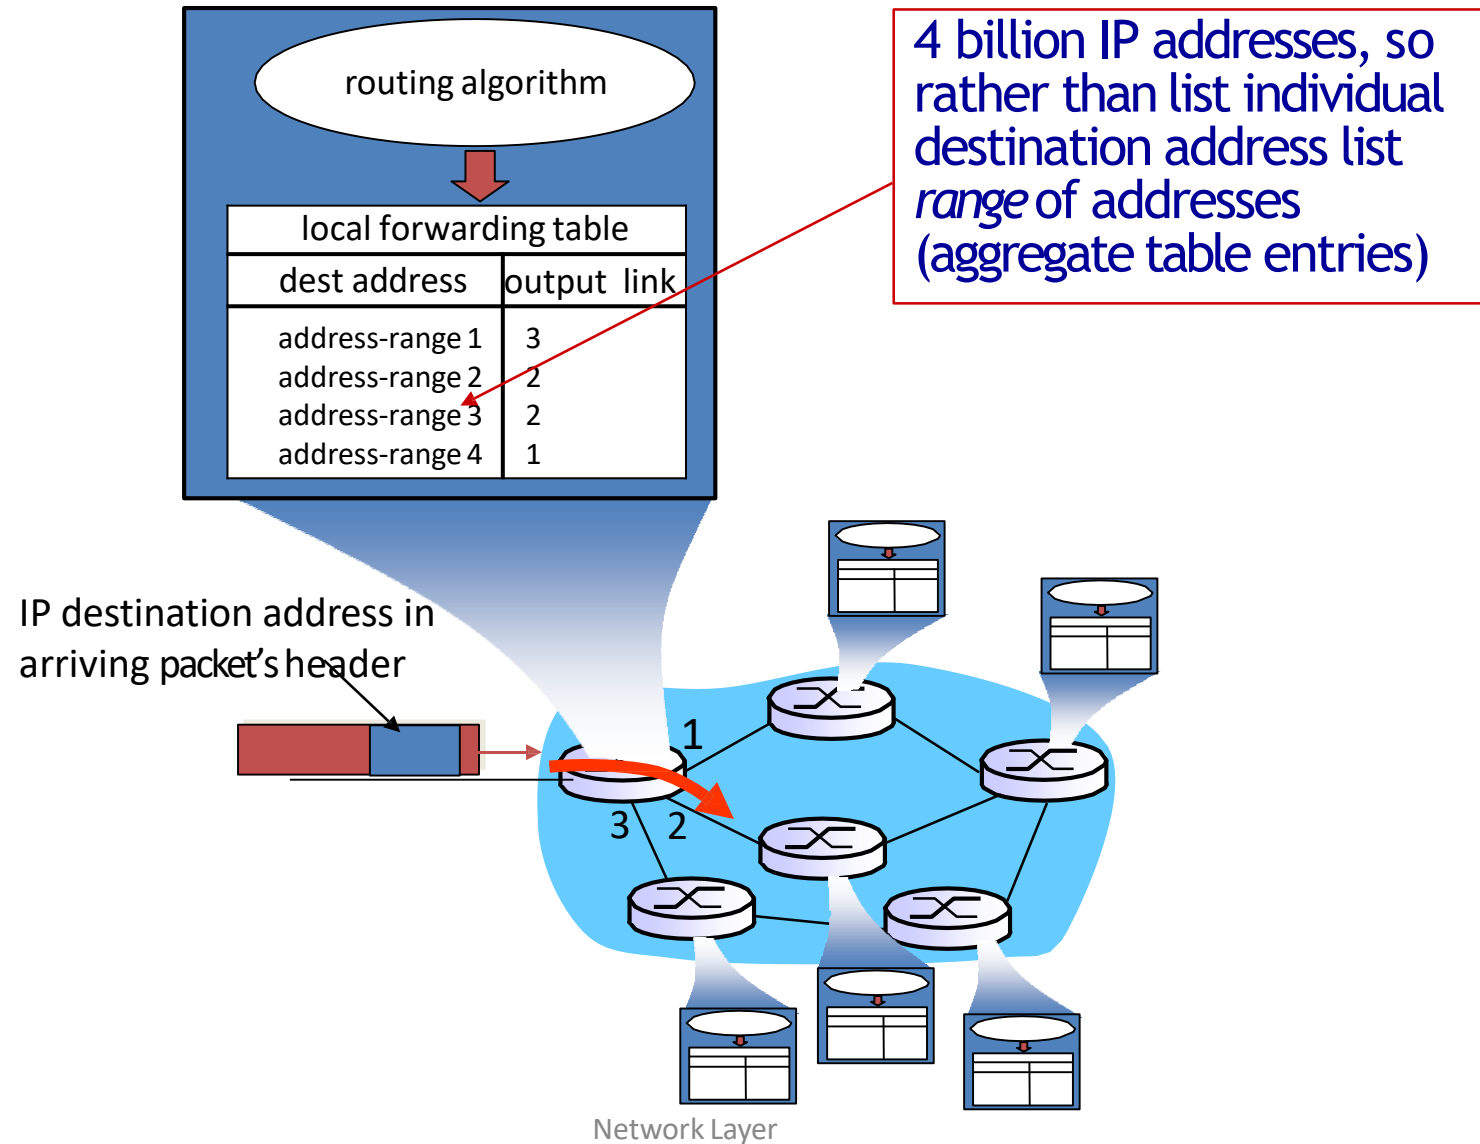 routing algorithm
local forwarding table
dest address output link
address-range 1 3
address-range 2 2
address-range 3 2
address-range 4 1
4 billion IP addresses, so
rather than list individual
destination address list
range of addresses
(aggregate table entries)
IP destination address in
arriving packet's header
1
3 2
Network Layer